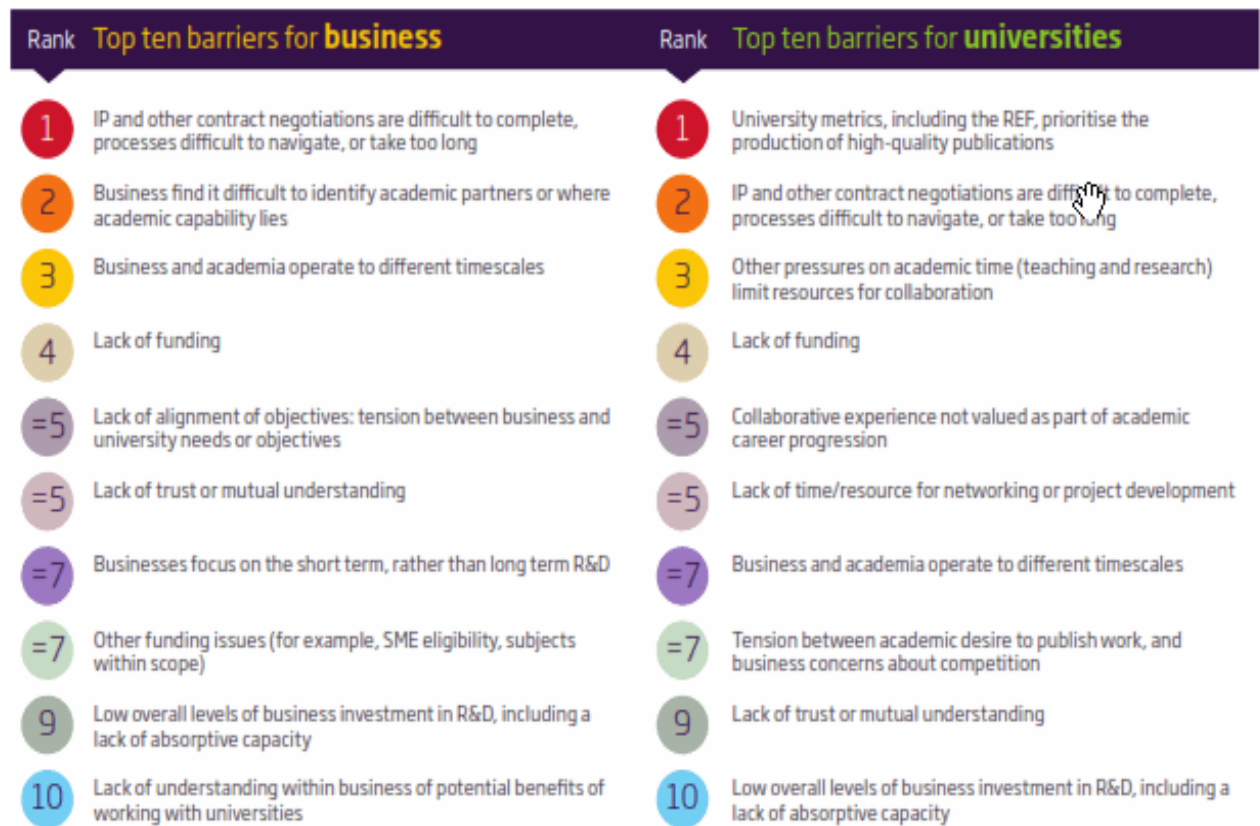 Rank Top ten barriers for business
1 IP and other contract negotiations are difficult to complete,
processes difficult to navigate, or take too long
2 Business find it difficult to identify academic partners or where
academic capability lies
3 Business and academia operate to different timescales
4 Lack of funding
=5 Lack of alignment of objectives: tension between business and
university needs or objectives
=5 Lack of trust or mutual understanding
=7 Businesses focus on the short term, rather than long term R&D
=7 Other funding issues (for example, SME eligibility, subjects
within scope)
9 Low overall levels of business investment in R&D, including a
lack of absorptive capacity
10 Lack of understanding within business of potential benefits of
working with universities
Rank Top ten barriers for universities
1 University metrics, including the REF, prioritise the
production of high-quality publications
2 IP and other contract negotiations are difficult to complete,
processes difficult to navigate, or take too long
3 Other pressures on academic time (teaching and research)
limit resources for collaboration
4 Lack of funding
=5 Collaborative experience not valued as part of academic
career progression
=5 Lack of time/resource for networking or project development
=7 Business and academia operate to different timescales
=7 Tension between academic desire to publish work, and
business concerns about competition
9 Lack of trust or mutual understanding
10 Low overall levels of business investment in R&D, including a
lack of absorptive capacity